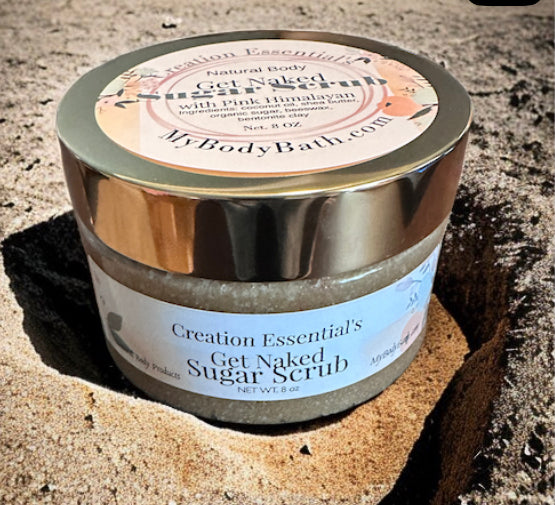 Creation Essential's
Natural Body
Get Naked
Sugar Scrub
with Pink Himalayan
Ingredients: coconut oil, shea butter,
organic sugar, beeswax,
bentonite clay
Net. 8 OZ
MyBodyBath.com
Creation Essential's
Get Naked
Sugar Scrub
NET WT. 8 oz
Body Products